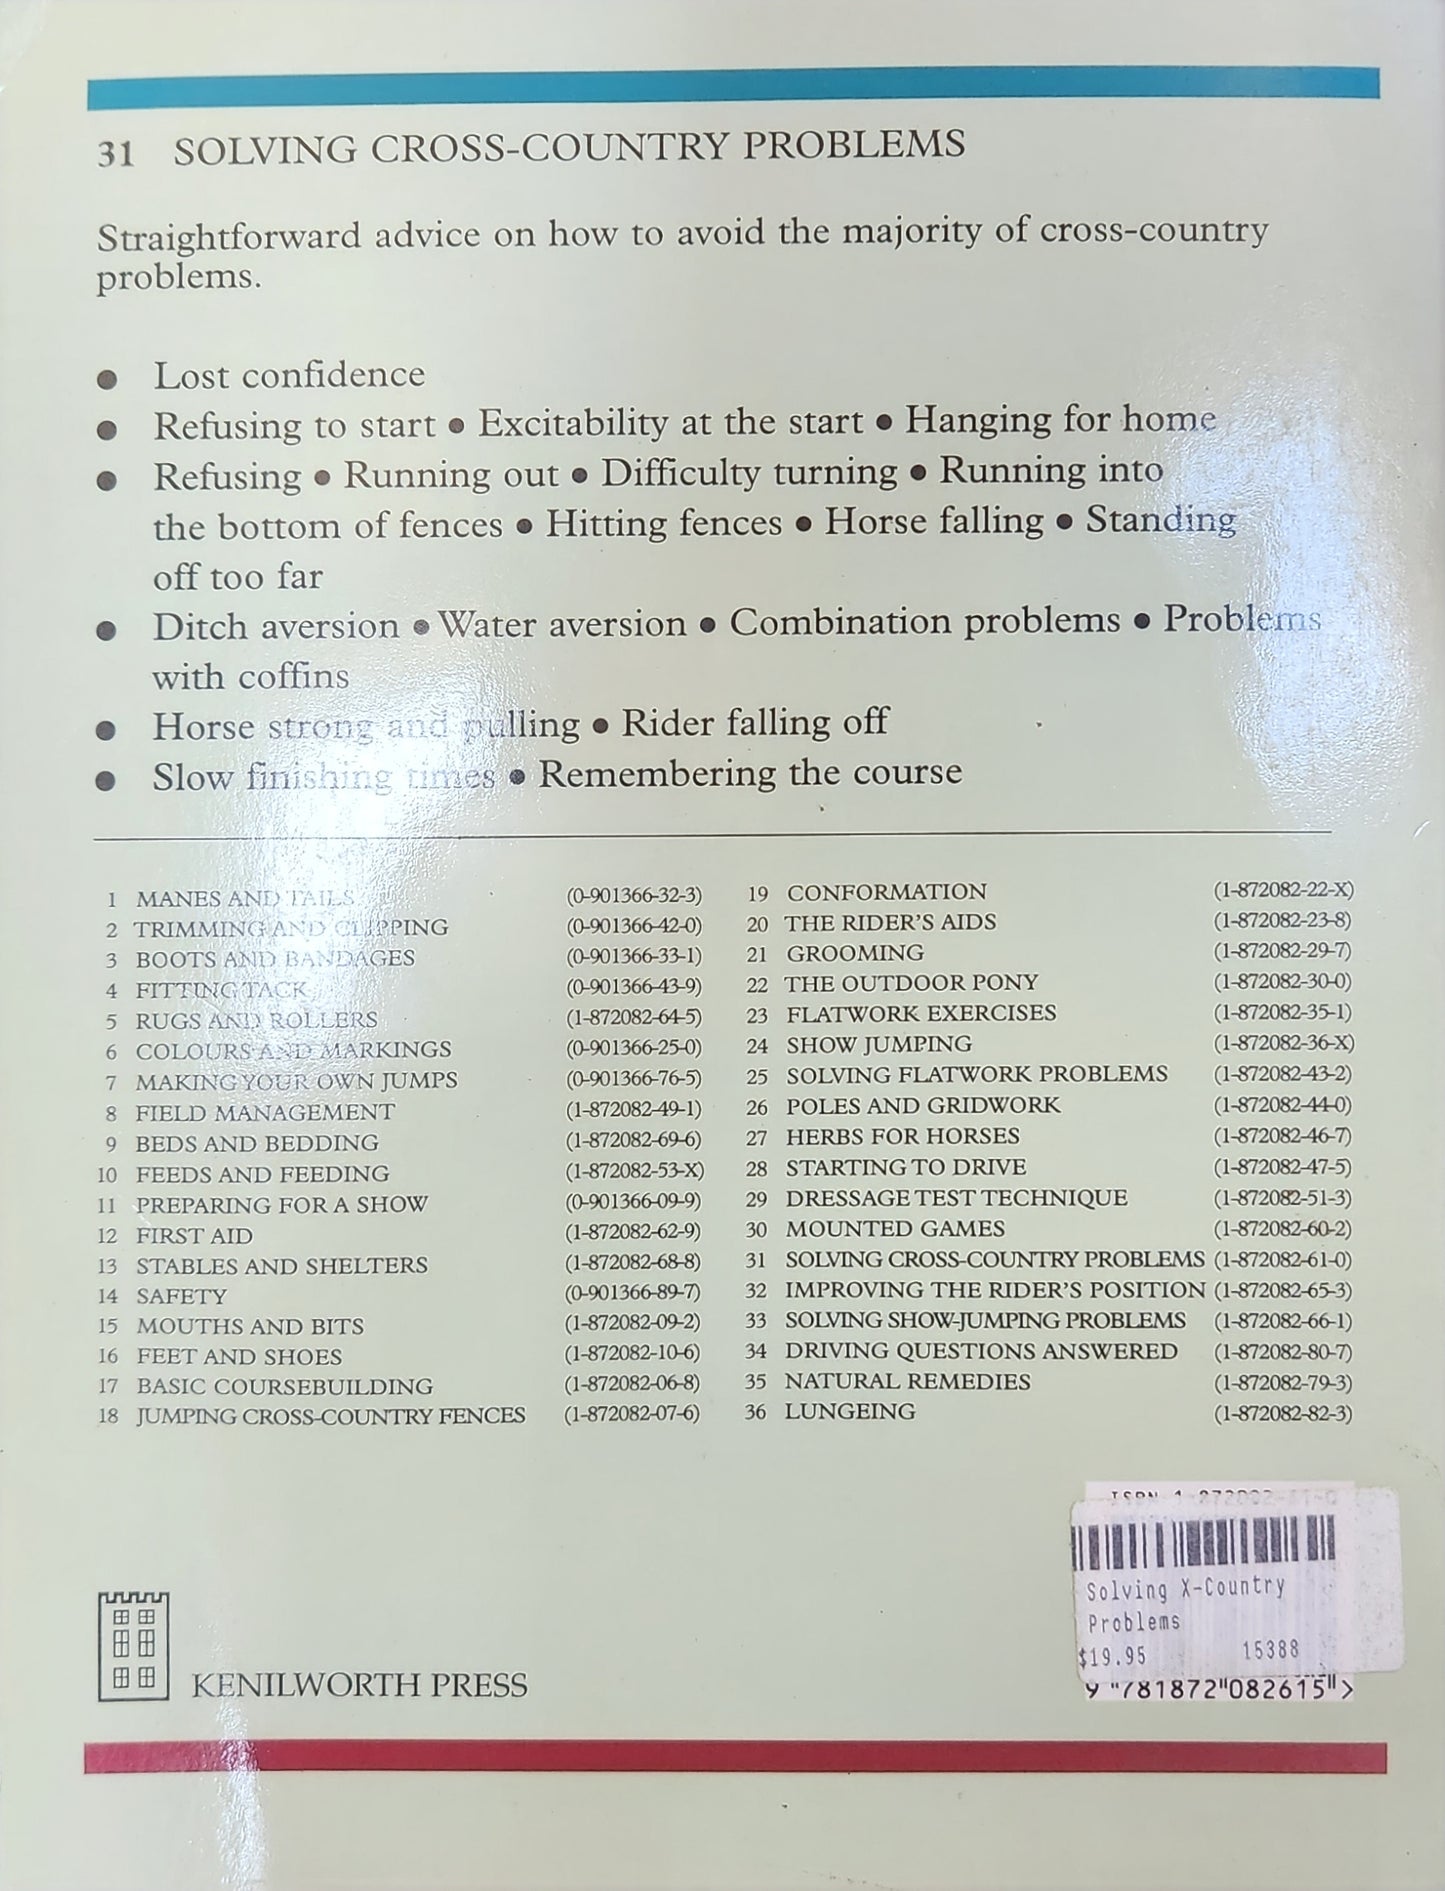 31 SOLVING CROSS-COUNTRY PROBLEMS
Straightforward advice on how to avoid the majority of cross-country
problems.
● Lost confidence
● Refusing to start ● Excitability at the start ● Hanging for home
● Refusing ● Running out ● Difficulty turning ● Running into
the bottom of fences ● Hitting fences ● Horse falling ● Standing
off too far
● Ditch aversion ● Water aversion ● Combination problems ● Problems
with coffins
● Horse strong and pulling ● Rider falling off
● Slow finishing times ● Remembering the course
1 MANES AND TAILS (0-901366-32-3)
2 TRIMMING AND CLIPPING (0-901366-42-0)
3 BOOTS AND BANDAGES (0-901366-33-1)
4 FITTING TACK (0-901366-43-9)
5 RUGS AND ROLLERS (1-872082-64-5)
6 COLOURS AND MARKINGS (0-901366-25-0)
7 MAKING YOUR OWN JUMPS (0-901366-76-5)
8 FIELD MANAGEMENT (1-872082-49-1)
9 BEDS AND BEDDING (1-872082-69-6)
10 FEEDS AND FEEDING (1-872082-53-X)
11 PREPARING FOR A SHOW (0-901366-09-9)
12 FIRST AID (1-872082-62-9)
13 STABLES AND SHELTERS (1-872082-68-8)
14 SAFETY (0-901366-89-7)
15 MOUTHS AND BITS (1-872082-09-2)
16 FEET AND SHOES (1-872082-10-6)
17 BASIC COURSEBUILDING (1-872082-06-8)
18 JUMPING CROSS-COUNTRY FENCES (1-872082-07-6)
19 CONFORMATION (1-872082-22-X)
20 THE RIDER'S AIDS (1-872082-23-8)
21 GROOMING (1-872082-29-7)
22 THE OUTDOOR PONY (1-872082-30-0)
23 FLATWORK EXERCISES (1-872082-35-1)
24 SHOW JUMPING (1-872082-36-X)
25 SOLVING FLATWORK PROBLEMS (1-872082-43-2)
26 POLES AND GRIDWORK (1-872082-44-0)
27 HERBS FOR HORSES (1-872082-46-7)
28 STARTING TO DRIVE (1-872082-47-5)
29 DRESSAGE TEST TECHNIQUE (1-872082-51-3)
30 MOUNTED GAMES (1-872082-60-2)
31 SOLVING CROSS-COUNTRY PROBLEMS (1-872082-61-0)
32 IMPROVING THE RIDER'S POSITION (1-872082-65-3)
33 SOLVING SHOW-JUMPING PROBLEMS (1-872082-66-1)
34 DRIVING QUESTIONS ANSWERED (1-872082-80-7)
35 NATURAL REMEDIES (1-872082-79-3)
36 LUNGEING (1-872082-82-3)
ISBN 1-872082-61-0
Solving X-Country
Problems
$19.95 15388
9 781872 082615 >
KENILWORTH PRESS